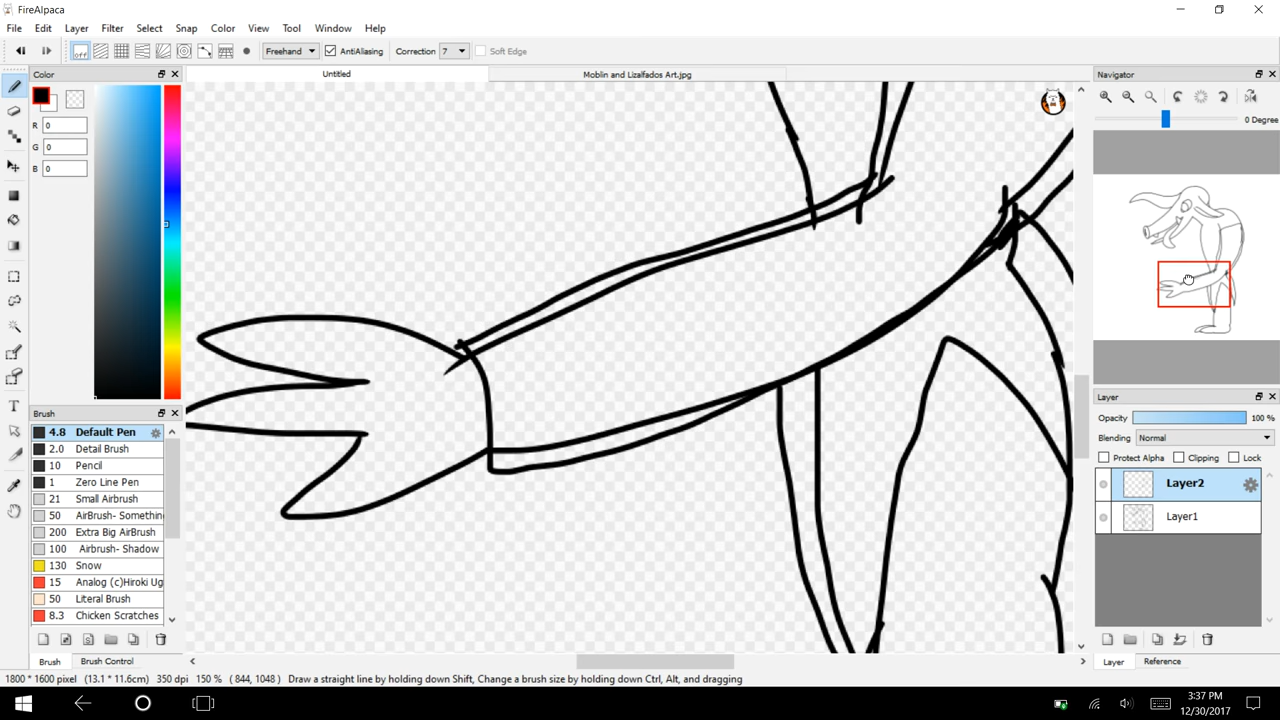 FireAlpaca
File Edit Layer Filter Select Snap Color View Tool Window Help
off Freehand AntiAliasing Correction 7 Soft Edge
Color Untitled Moblin and Lizalfados Art.jpg Navigator
R 0
G 0
B 0
0 Degree
Brush
4.8 Default Pen
2.0 Detail Brush
10 Pencil
1 Zero Line Pen
21 Small Airbrush
50 AirBrush- Something
200 Extra Big AirBrush
100 Airbrush- Shadow
130 Snow
15 Analog (c)Hiroki Ug
50 Literal Brush
8.3 Chicken Scratches
Brush Brush Control
Layer
Opacity 100 %
Blending Normal
Protect Alpha Clipping Lock
Layer2
Layer1
Layer Reference
1800 * 1600 pixel (13.1 * 11.6cm) 350 dpi 150 % ( 844, 1048 ) Draw a straight line by holding down Shift, Change a brush size by holding down Ctrl, Alt, and dragging
3:37 PM
12/30/2017